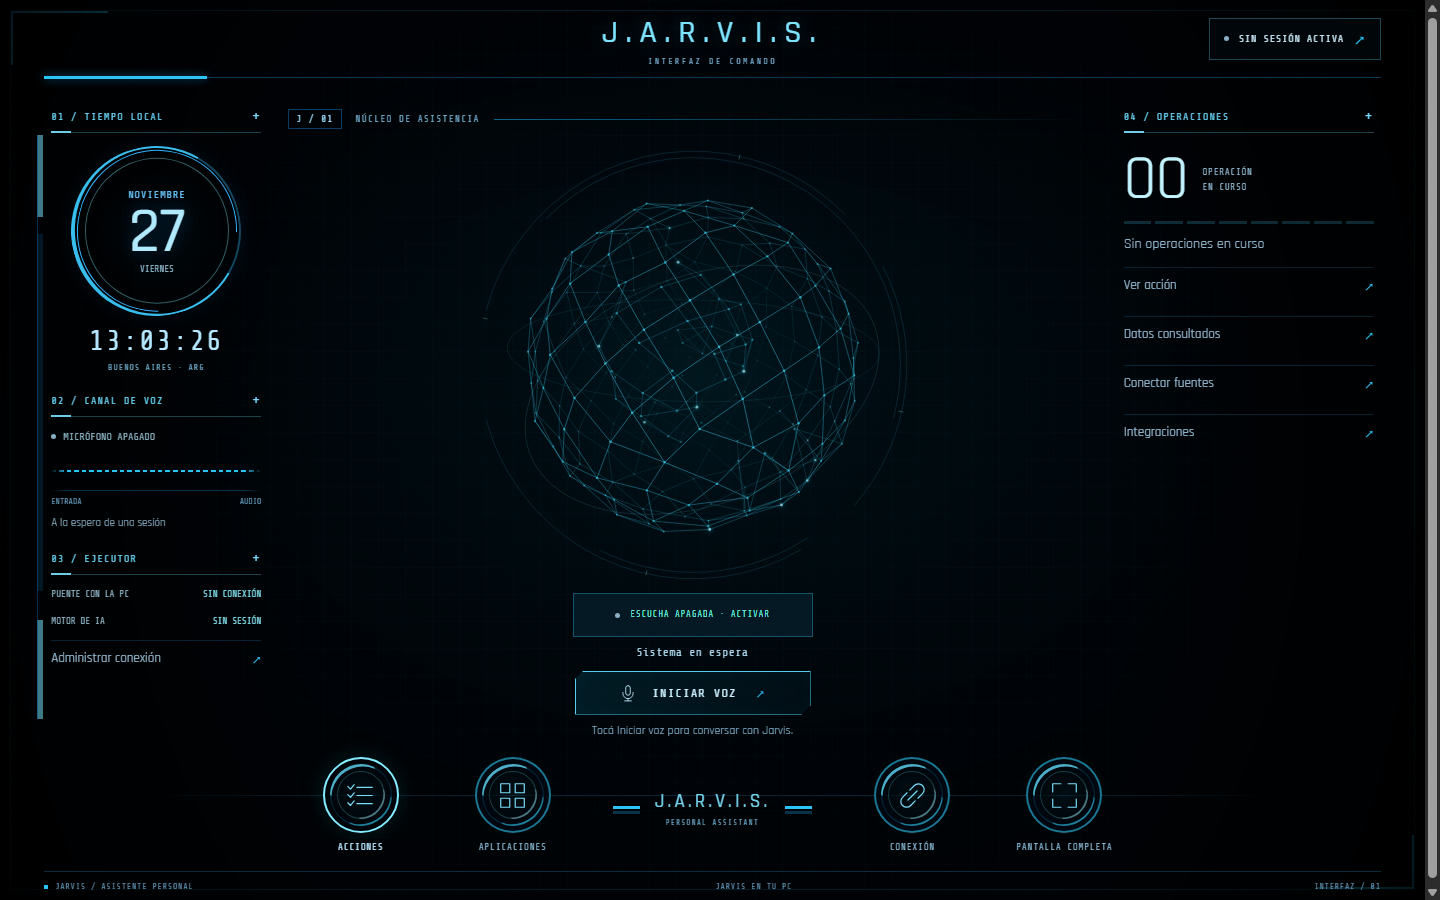 J.A.R.V.I.S.
INTERFAZ DE COMANDO
SIN SESIÓN ACTIVA
01 / TIEMPO LOCAL
NOVIEMBRE
27
VIERNES
13:03:26
BUENOS AIRES · ARG
02 / CANAL DE VOZ
MICRÓFONO APAGADO
ENTRADA AUDIO
A la espera de una sesión
03 / EJECUTOR
PUENTE CON LA PC SIN CONEXIÓN
MOTOR DE IA SIN SESIÓN
Administrar conexión
J / 01 NÚCLEO DE ASISTENCIA
ESCUCHA APAGADA · ACTIVAR
Sistema en espera
INICIAR VOZ
Tocá Iniciar voz para conversar con Jarvis.
04 / OPERACIONES
00
OPERACIÓN
EN CURSO
Sin operaciones en curso
Ver acción
Datos consultados
Conectar fuentes
Integraciones
ACCIONES
APLICACIONES
J.A.R.V.I.S.
PERSONAL ASSISTANT
CONEXIÓN
PANTALLA COMPLETA
JARVIS / ASISTENTE PERSONAL
JARVIS EN TU PC
INTERFAZ / 01